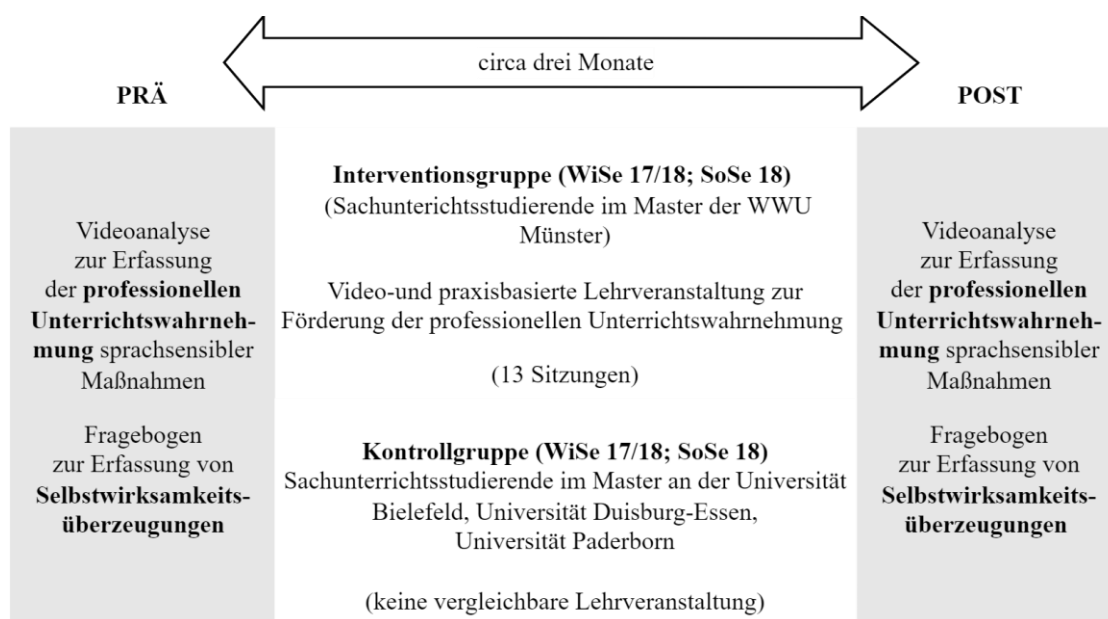 circa drei Monate
PRÄ
POST
Videoanalyse
zur Erfassung
der professionellen
Unterrichtswahrneh-
mung sprachsensibler
Maßnahmen
Fragebogen
zur Erfassung von
Selbstwirksamkeits-
überzeugungen
Interventionsgruppe (WiSe 17/18; SoSe 18)
(Sachunterichtsstudierende im Master der WWU
Münster)
Video-und praxisbasierte Lehrveranstaltung zur
Förderung der professionellen Unterrichtswahrnehmung
(13 Sitzungen)
Kontrollgruppe (WiSe 17/18; SoSe 18)
Sachunterrichtsstudierende im Master an der Universität
Bielefeld, Universität Duisburg-Essen,
Universität Paderborn
(keine vergleichbare Lehrveranstaltung)
Videoanalyse
zur Erfassung
der professionellen
Unterrichtswahrneh-
mung sprachsensibler
Maßnahmen
Fragebogen
zur Erfassung von
Selbstwirksamkeits-
überzeugungen